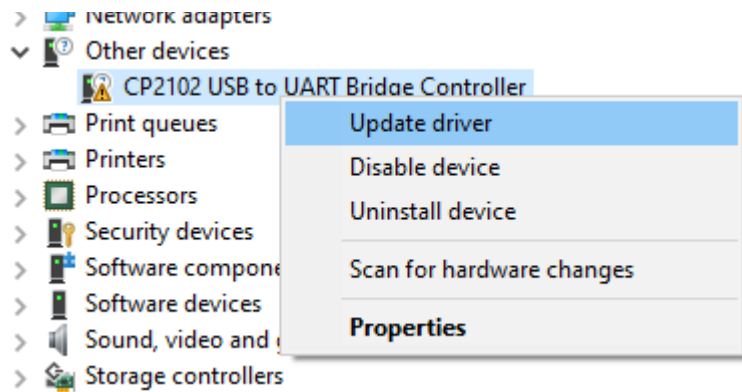 Network adapters
Other devices
CP2102 USB to UART Bridge Controller
Update driver
Print queues
Disable device
Printers
Processors
Uninstall device
Security devices
Software compone
Scan for hardware changes
Software devices
Properties
Sound, video and
Storage controllers